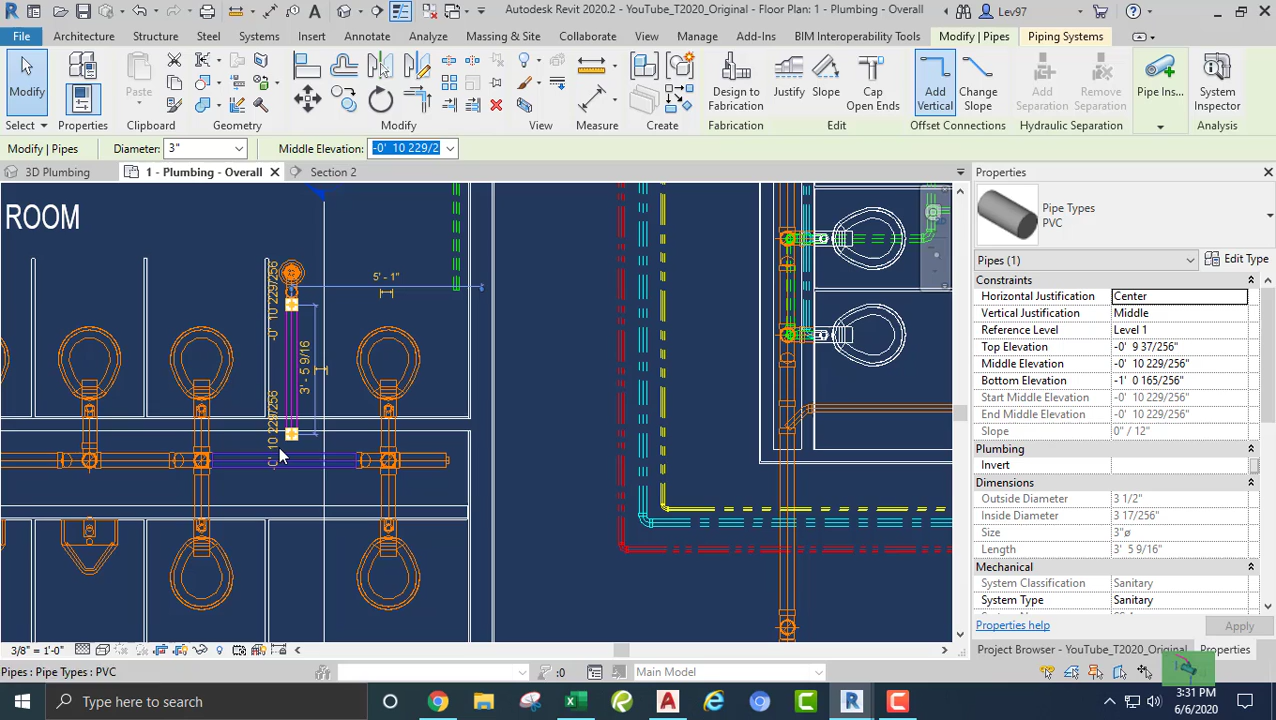 Autodesk Revit 2020.2 - YouTube_T2020_Original - Floor Plan: 1 - Plumbing - Overall
Lev97
File
Architecture
Structure
Steel
Systems
Insert
Annotate
Analyze
Massing & Site
Collaborate
View
Manage
Add-Ins
BIM Interoperability Tools
Modify | Pipes
Piping Systems
Modify
Paste
Design to
Fabrication
Justify
Slope
Cap
Open Ends
Add
Vertical
Change
Slope
Add
Separation
Remove
Separation
Pipe Ins...
System
Inspector
Select
Properties
Clipboard
Geometry
Modify
View
Measure
Create
Fabrication
Edit
Offset Connections
Hydraulic Separation
Analysis
Modify | Pipes
Diameter: 3"
Middle Elevation: -0' 10 229/2
3D Plumbing
1 - Plumbing - Overall
Section 2
Properties
ROOM
5' - 1"
-0' 10 229/256
3' - 5 9/16
-0' 10 229/256
Pipe Types
PVC
Pipes (1)
Edit Type
Constraints
Horizontal Justification Center
Vertical Justification Middle
Reference Level Level 1
Top Elevation -0' 9 37/256"
Middle Elevation -0' 10 229/256"
Bottom Elevation -1' 0 165/256"
Start Middle Elevation -0' 10 229/256"
End Middle Elevation -0' 10 229/256"
Slope 0" / 12"
Plumbing
Invert
Dimensions
Outside Diameter 3 1/2"
Inside Diameter 3 17/256"
Size 3"ø
Length 3' 5 9/16"
Mechanical
System Classification Sanitary
System Type Sanitary
Properties help
Apply
3/8" = 1'-0"
Project Browser - YouTube_T2020_Original
Properties
Pipes : Pipe Types : PVC
:0
Main Model
Type here to search
3:31 PM
6/6/2020